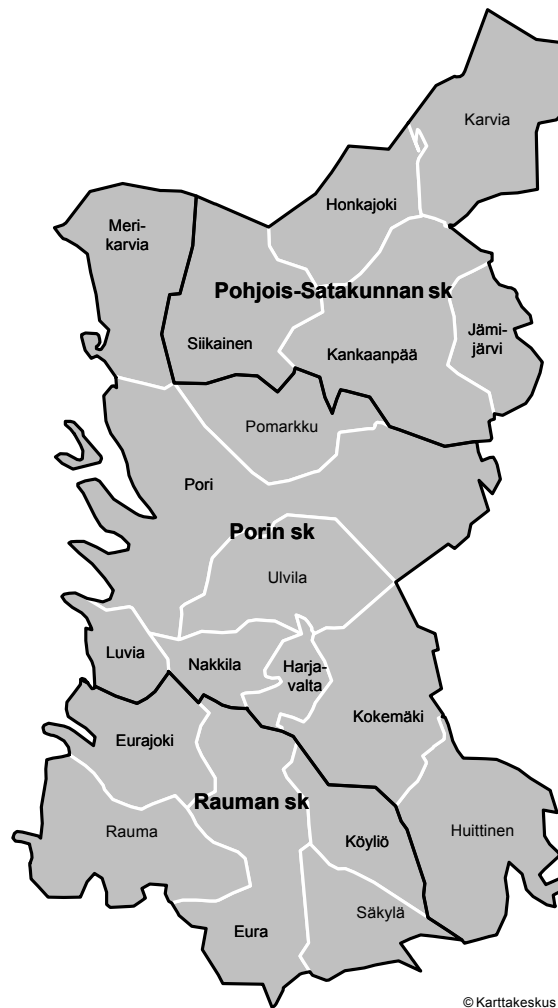 Karvia
Honkajoki
Meri-
karvia
Pohjois-Satakunnan sk
Siikainen
Kankaanpää
Jämi-
järvi
Pomarkku
Pori
Porin sk
Ulvila
Luvia
Nakkila
Harja-
valta
Kokemäki
Eurajoki
Rauman sk
Rauma
Köyliö
Huittinen
Säkylä
Eura
© Karttakeskus